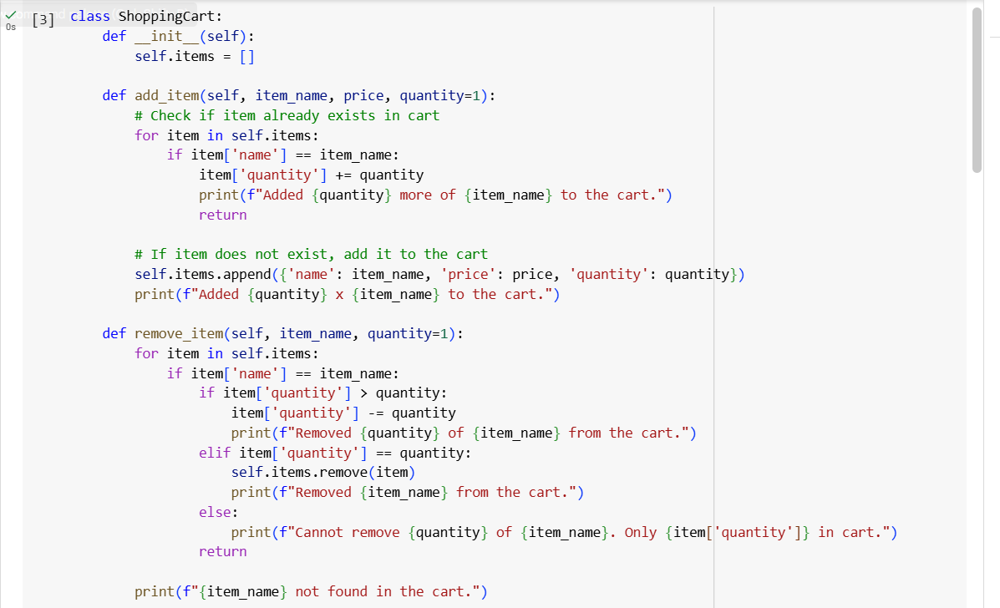 [3] class ShoppingCart:
0s
    def __init__(self):
        self.items = []

    def add_item(self, item_name, price, quantity=1):
        # Check if item already exists in cart
        for item in self.items:
            if item['name'] == item_name:
                item['quantity'] += quantity
                print(f"Added {quantity} more of {item_name} to the cart.")
                return

        # If item does not exist, add it to the cart
        self.items.append({'name': item_name, 'price': price, 'quantity': quantity})
        print(f"Added {quantity} x {item_name} to the cart.")

    def remove_item(self, item_name, quantity=1):
        for item in self.items:
            if item['name'] == item_name:
                if item['quantity'] > quantity:
                    item['quantity'] -= quantity
                    print(f"Removed {quantity} of {item_name} from the cart.")
                elif item['quantity'] == quantity:
                    self.items.remove(item)
                    print(f"Removed {item_name} from the cart.")
                else:
                    print(f"Cannot remove {quantity} of {item_name}. Only {item['quantity']} in cart.")
                return

        print(f"{item_name} not found in the cart.")